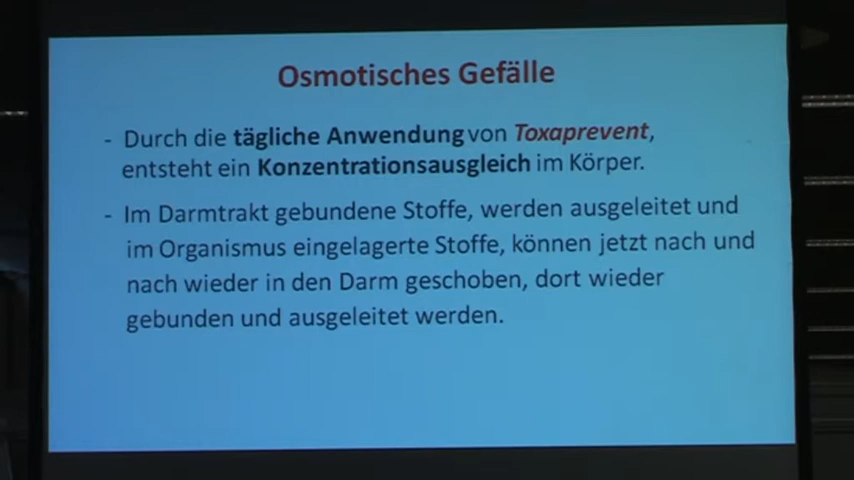 Osmotisches Gefälle
- Durch die tägliche Anwendung von Toxaprevent,
entsteht ein Konzentrationsausgleich im Körper.
- Im Darmtrakt gebundene Stoffe, werden ausgeleitet und
im Organismus eingelagerte Stoffe, können jetzt nach und
nach wieder in den Darm geschoben, dort wieder
gebunden und ausgeleitet werden.